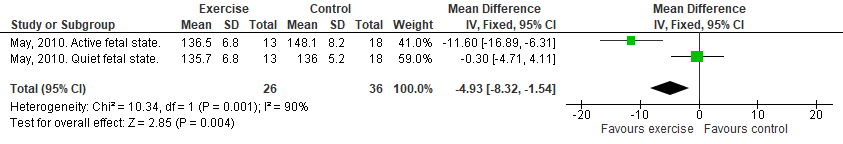 Exercise Control Mean Difference Mean Difference
Study or Subgroup Mean SD Total Mean SD Total Weight IV, Fixed, 95% CI IV, Fixed, 95% CI
May, 2010. Active fetal state. 136.5 6.8 13 148.1 8.2 18 41.0% -11.60 [-16.89, -6.31]
May, 2010. Quiet fetal state. 135.7 6.8 13 136 5.2 18 59.0% -0.30 [-4.71, 4.11]
Total (95% CI) 26 36 100.0% -4.93 [-8.32, -1.54]
Heterogeneity: Chi² = 10.34, df = 1 (P = 0.001); I² = 90%
Test for overall effect: Z = 2.85 (P = 0.004)
-20 -10 0 10 20
Favours exercise Favours control